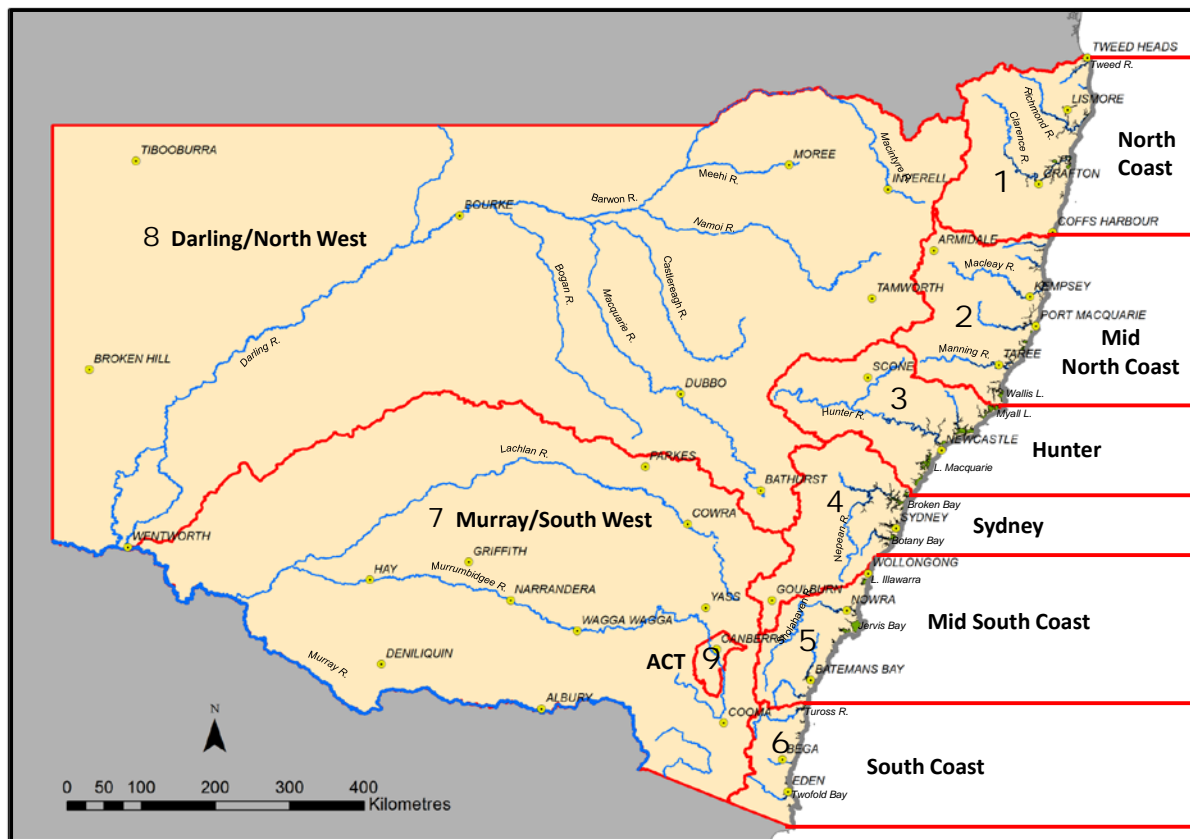 TWEED HEADS
Tweed R.
Richmond R.
LISMORE
Clarence R.
North
Coast
TIBOOBURRA
MOREE
Macintyre R.
Meehi R.
INVERELL
1
GRAFTON
Barwon R.
BOURKE
Namoi R.
COFFS HARBOUR
8 Darling/North West
ARMIDALE
Macleay R.
Castlereagh R.
Bogan R.
Macquarie R.
TAMWORTH
KEMPSEY
2
PORT MACQUARIE
Mid
North Coast
Darling R.
Manning R.
TAREE
BROKEN HILL
SCONE
DUBBO
3
Wallis L.
Hunter R.
Myall L.
NEWCASTLE
Hunter
Lachlan R.
PARKES
L. Macquarie
BATHURST
4
Broken Bay
7 Murray/South West
COWRA
Nepean R.
SYDNEY
Sydney
Botany Bay
WENTWORTH
GRIFFITH
WOLLONGONG
HAY
Murrumbidgee R.
L. Illawarra
NARRANDERA
YASS
GOULBURN
Sholahaven R.
NOWRA
Mid South Coast
WAGGA WAGGA
Jervis Bay
CANBERRA
5
Murray R.
DENILIQUIN
ACT
9
BATEMANS BAY
ALBURY
N
COOMA
Tuross R.
6
BEGA
South Coast
EDEN
Twofold Bay
0 50 100 200 300 400
Kilometres